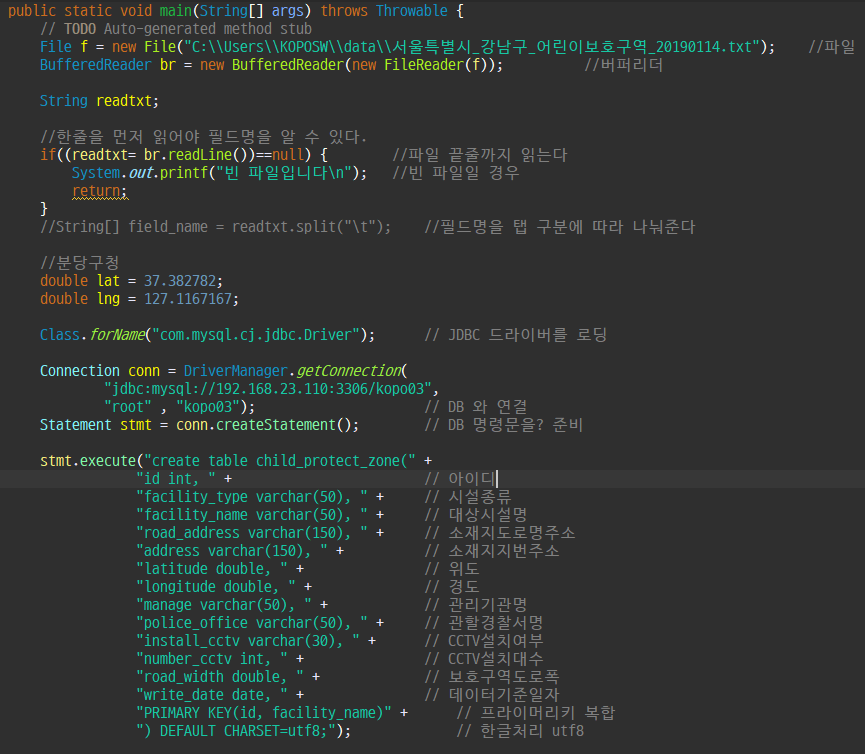 public static void main(String[] args) throws Throwable {
// TODO Auto-generated method stub
File f = new File("C:\\Users\\KOPOSW\\data\\서울특별시_강남구_어린이보호구역_20190114.txt"); //파일
BufferedReader br = new BufferedReader(new FileReader(f)); //버퍼리더
String readtxt;
//한줄을 먼저 읽어야 필드명을 알 수 있다.
if((readtxt= br.readLine())==null) { //파일 끝줄까지 읽는다
System.out.printf("빈 파일입니다\n"); //빈 파일일 경우
return;
}
//String[] field_name = readtxt.split("\t"); //필드명을 탭 구분에 따라 나눠준다
//분당구청
double lat = 37.382782;
double lng = 127.1167167;
Class.forName("com.mysql.cj.jdbc.Driver"); // JDBC 드라이버를 로딩
Connection conn = DriverManager.getConnection(
"jdbc:mysql://192.168.23.110:3306/kopo03",
"root" , "kopo03"); // DB 와 연결
Statement stmt = conn.createStatement(); // DB 명령문을? 준비
stmt.execute("create table child_protect_zone(" +
"id int, " + // 아이디
"facility_type varchar(50), " + // 시설종류
"facility_name varchar(50), " + // 대상시설명
"road_address varchar(150), " + // 소재지도로명주소
"address varchar(150), " + // 소재지지번주소
"latitude double, " + // 위도
"longitude double, " + // 경도
"manage varchar(50), " + // 관리기관명
"police_office varchar(50), " + // 관할경찰서명
"install_cctv varchar(30), " + // CCTV설치여부
"number_cctv int, " + // CCTV설치대수
"road_width double, " + // 보호구역도로폭
"write_date date, " + // 데이터기준일자
"PRIMARY KEY(id, facility_name)" + // 프라이머리키 복합
") DEFAULT CHARSET=utf8;"); // 한글처리 utf8